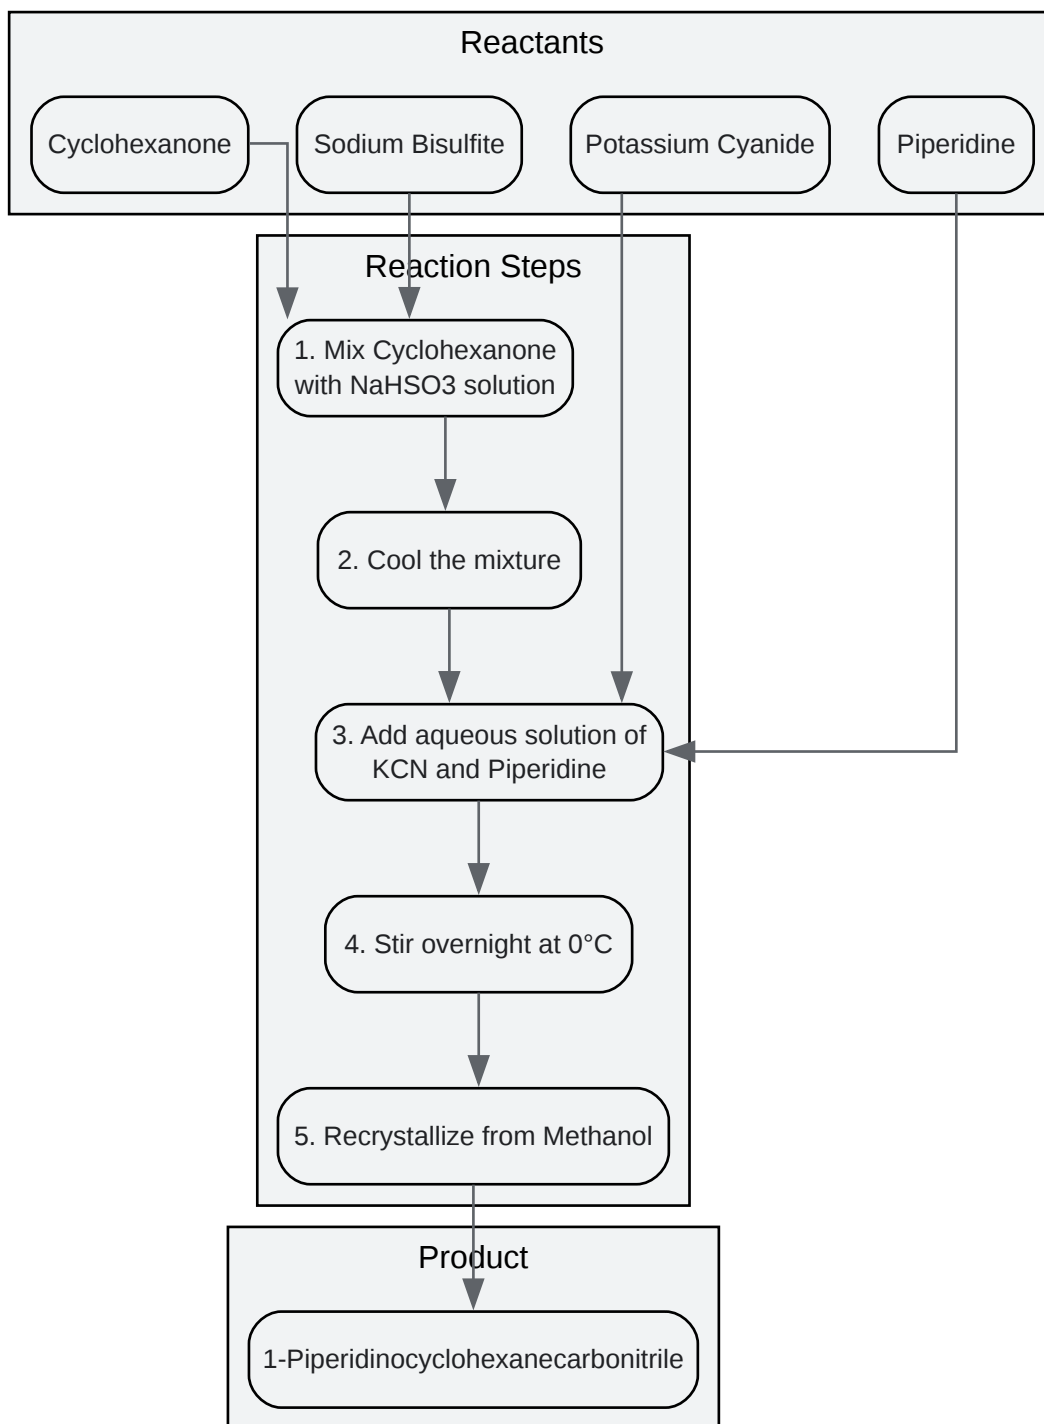 Reactants
Cyclohexanone
Sodium Bisulfite
Potassium Cyanide
Piperidine
Reaction Steps
1. Mix Cyclohexanone
with NaHSO3 solution
2. Cool the mixture
3. Add aqueous solution of
KCN and Piperidine
4. Stir overnight at 0°C
5. Recrystallize from Methanol
Product
1-Piperidinocyclohexanecarbonitrile